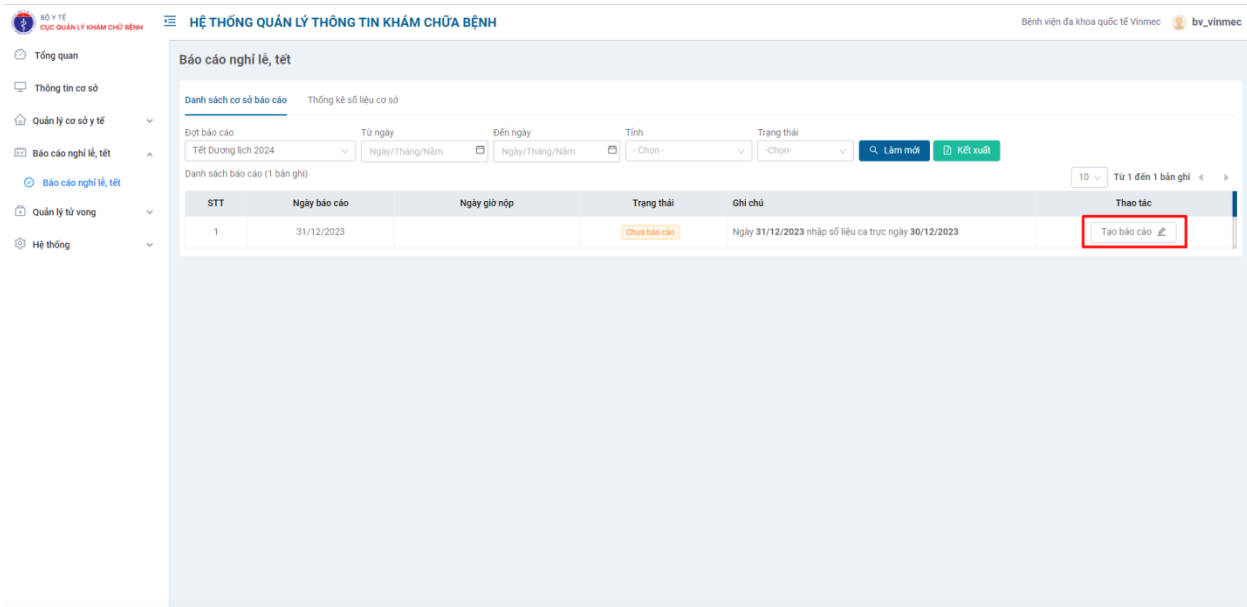 BỘ Y TẾ
CỤC QUẢN LÝ KHÁM CHỮ BỆNH
HỆ THỐNG QUẢN LÝ THÔNG TIN KHÁM CHỮA BỆNH
Bệnh viện đa khoa quốc tế Vinmec
bv_vinmec
Tổng quan
Thông tin cơ sở
Quản lý cơ sở y tế
Báo cáo nghỉ lễ, tết
Báo cáo nghỉ lễ, tết
Quản lý tử vong
Hệ thống
Báo cáo nghỉ lễ, tết
Danh sách cơ sở báo cáo Thống kê số liệu cơ sở
Đợt báo cáo Từ ngày Đến ngày Tỉnh Trạng thái
Tết Dương lịch 2024 Ngày/Tháng/Năm Ngày/Tháng/Năm - Chọn - -Chọn- Làm mới Kết xuất
Danh sách báo cáo (1 bản ghi)
10 Từ 1 đến 1 bản ghi
STT Ngày báo cáo Ngày giờ nộp Trạng thái Ghi chú Thao tác
1 31/12/2023 Chưa báo cáo Ngày 31/12/2023 nhập số liệu ca trực ngày 30/12/2023 Tạo báo cáo